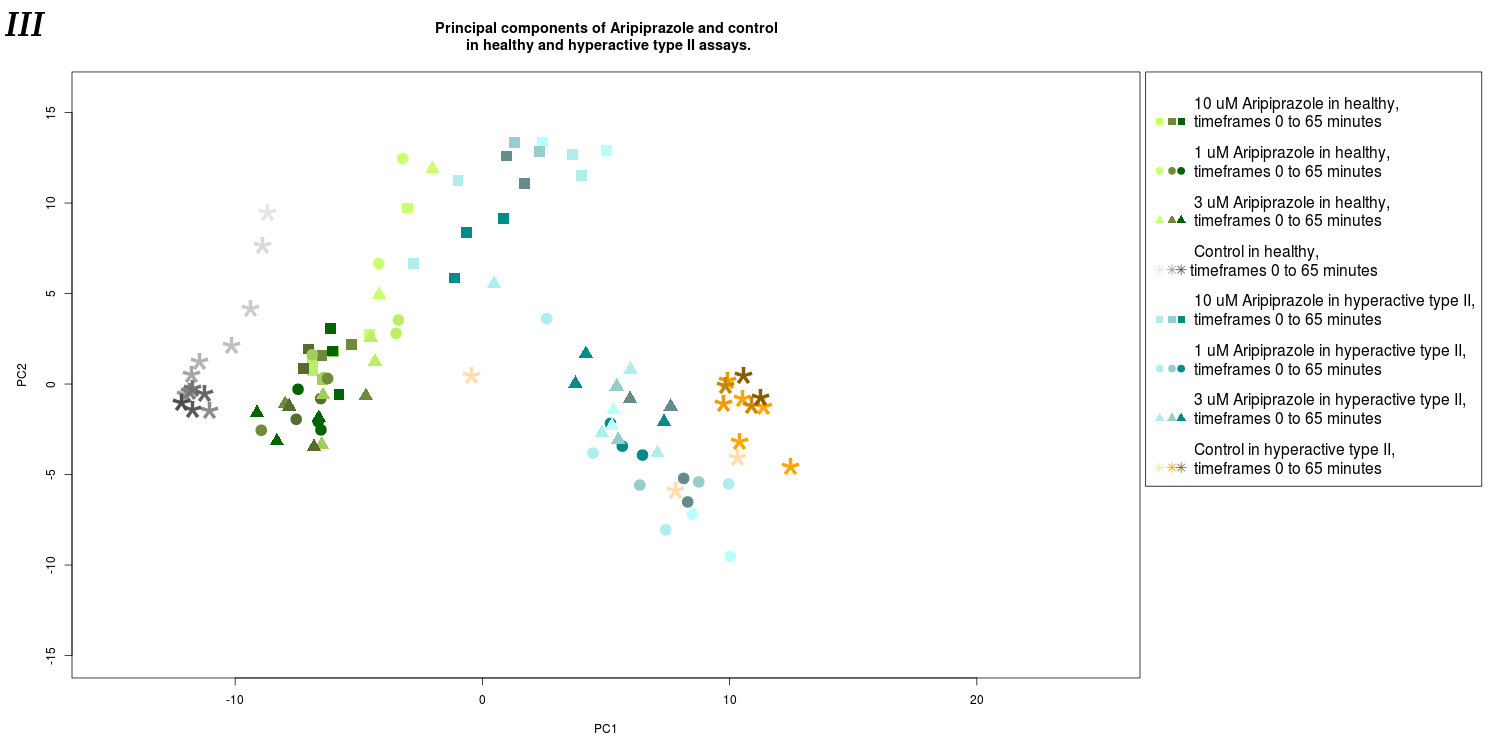 III
Principal components of Aripiprazole and control
in healthy and hyperactive type II assays.
15
10
5
0
-5
-10
-15
PC2
-10
0
10
20
PC1
10 uM Aripiprazole in healthy,
timeframes 0 to 65 minutes
1 uM Aripiprazole in healthy,
timeframes 0 to 65 minutes
3 uM Aripiprazole in healthy,
timeframes 0 to 65 minutes
Control in healthy,
timeframes 0 to 65 minutes
10 uM Aripiprazole in hyperactive type II,
timeframes 0 to 65 minutes
1 uM Aripiprazole in hyperactive type II,
timeframes 0 to 65 minutes
3 uM Aripiprazole in hyperactive type II,
timeframes 0 to 65 minutes
Control in hyperactive type II,
timeframes 0 to 65 minutes